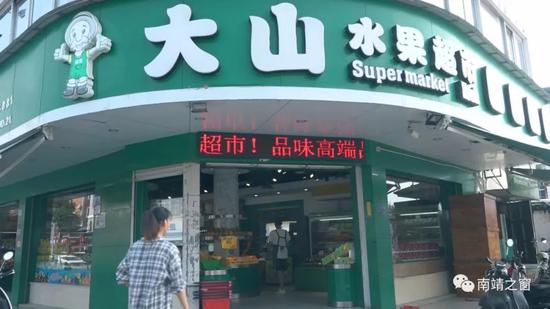 大山 水果超市
Supermarket
超市！品味高端
南靖之窗